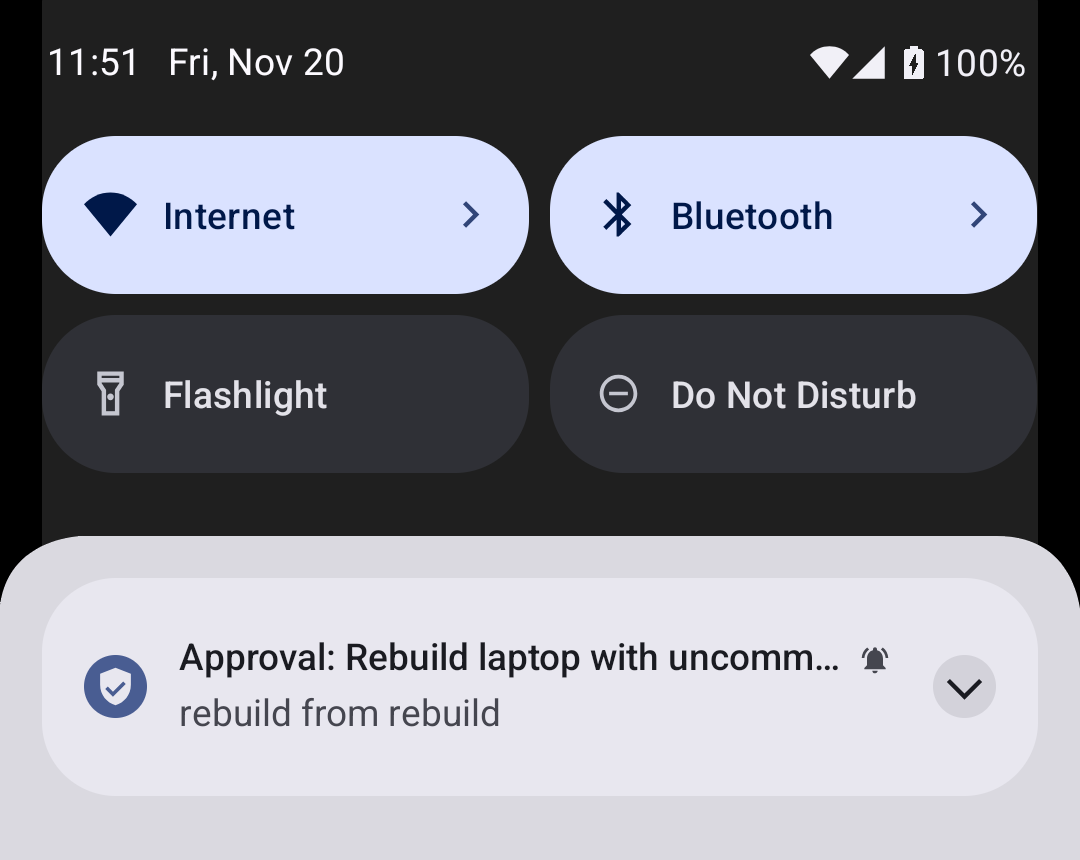 11:51 Fri, Nov 20 100%
Internet Bluetooth
Flashlight Do Not Disturb
Approval: Rebuild laptop with uncomm...
rebuild from rebuild